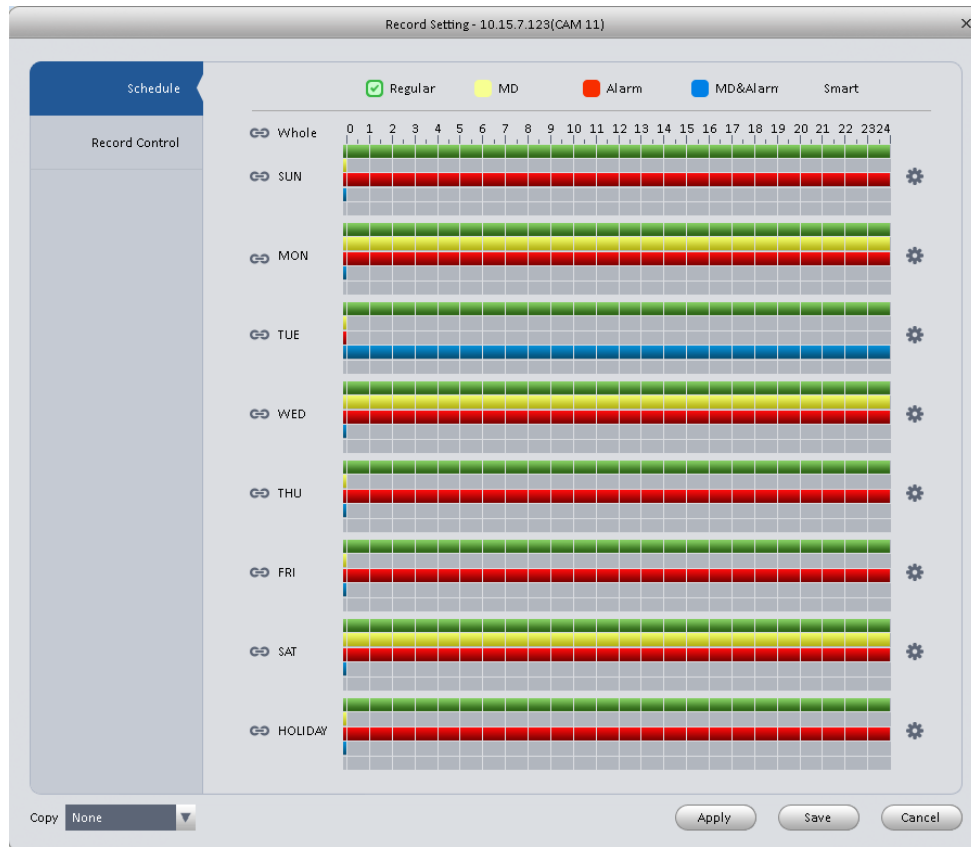 Record Setting - 10.15.7.123(CAM 11)
Schedule
Record Control
Regular MD Alarm MD&Alarm Smart
Whole 0 1 2 3 4 5 6 7 8 9 10 11 12 13 14 15 16 17 18 19 20 21 22 23 24
SUN
MON
TUE
WED
THU
FRI
SAT
HOLIDAY
Copy None Apply Save Cancel